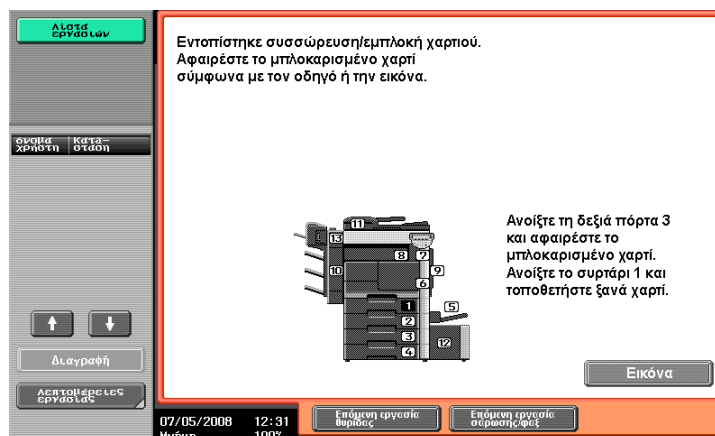 Λίστα
εργασιών
Εντοπίστηκε συσσώρευση/εμπλοκή χαρτιού.
Αφαιρέστε το μπλοκαρισμένο χαρτί
σύμφωνα με τον οδηγό ή την εικόνα.
όνομα
χρήστη
Κατά-
σταση
11
13
8
7
10
9
6
1
5
2
3
12
4
Ανοίξτε τη δεξιά πόρτα 3
και αφαιρέστε το
μπλοκαρισμένο χαρτί.
Ανοίξτε το συρτάρι 1 και
τοποθετήστε ξανά χαρτί.
Διαγραφή
Εικόνα
Λεπτομέρειες
εργασίας
07/05/2008 12:31
Μνήμη 100%
Επόμενη εργασία
θυρίδας
Επόμενη εργασία
σάρωσης/φαξ